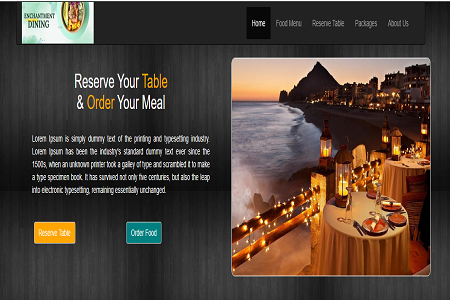 ENCHANTMENT
DINING
Home Food Menu Reserve Table Packages About Us
Reserve Your Table
& Order Your Meal
Lorem Ipsum is simply dummy text of the printing and typesetting industry.
Lorem Ipsum has been the industry's standard dummy text ever since the
1500s, when an unknown printer took a galley of type and scrambled it to make
a type specimen book. It has survived not only five centuries, but also the leap
into electronic typesetting, remaining essentially unchanged.
Reserve Table
Order Food